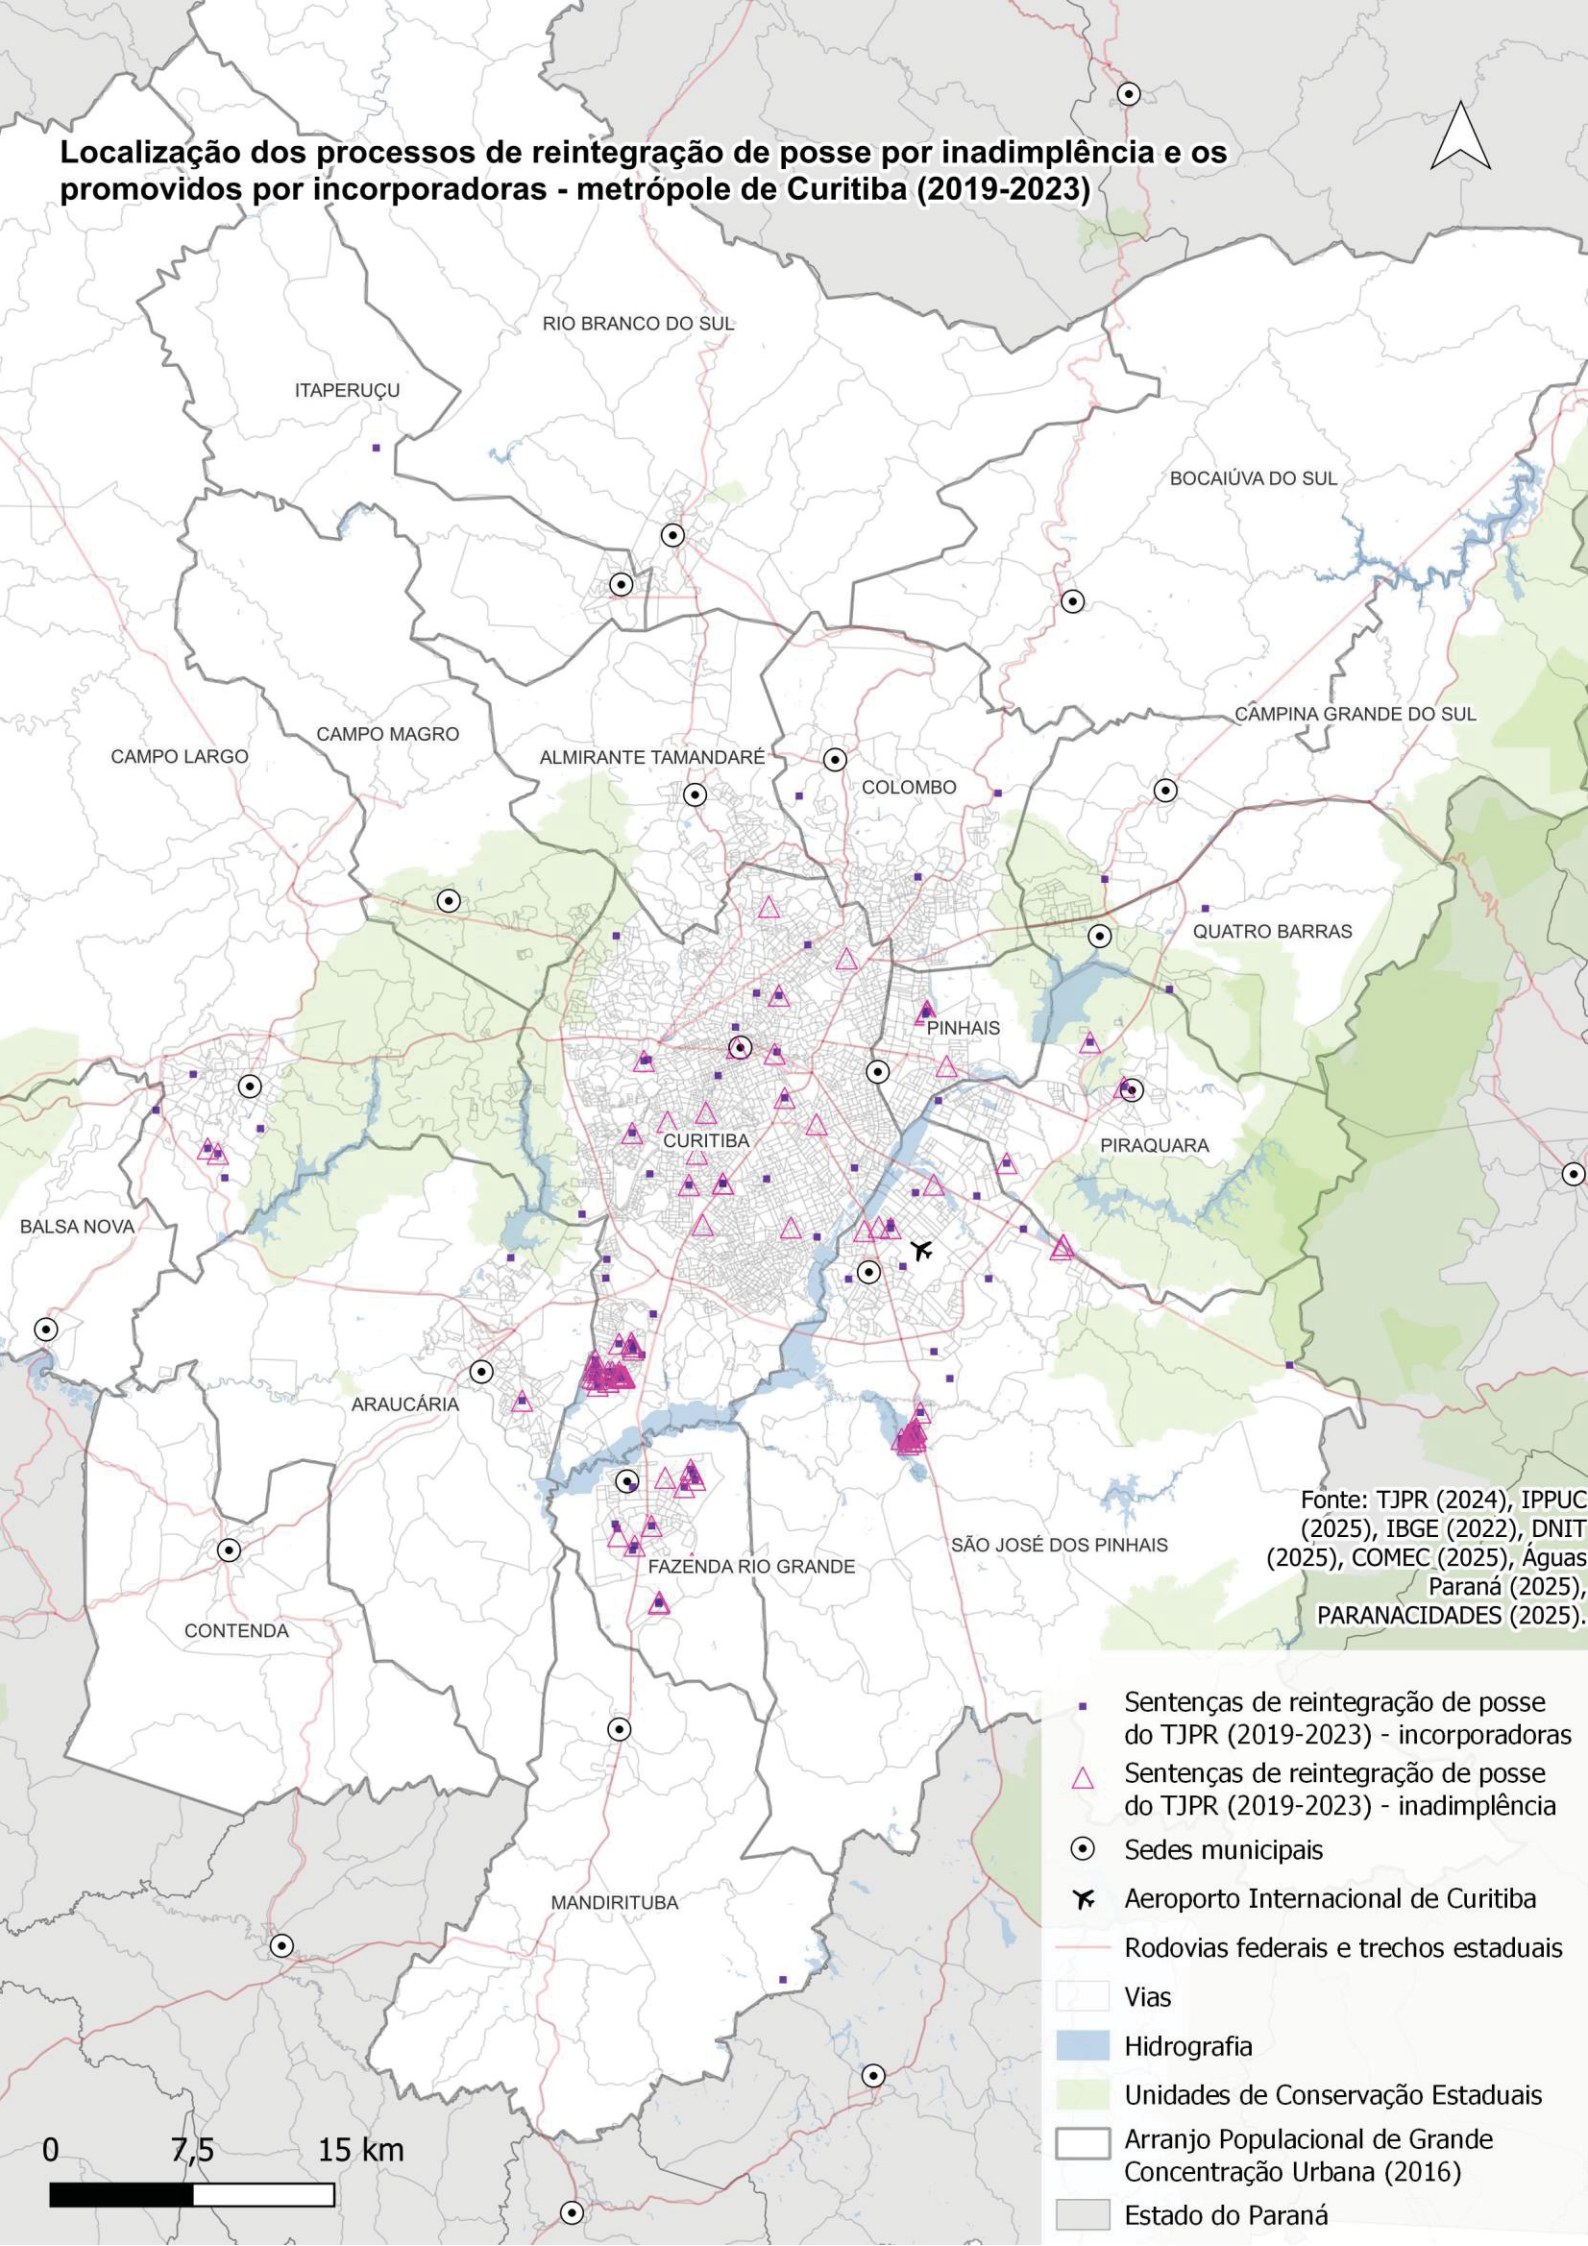 Localização dos processos de reintegração de posse por inadimplência e os
promovidos por incorporadoras - metrópole de Curitiba (2019-2023)
RIO BRANCO DO SUL
ITAPERUÇU
BOCAIÚVA DO SUL
CAMPINA GRANDE DO SUL
CAMPO MAGRO
CAMPO LARGO
ALMIRANTE TAMANDARÉ
COLOMBO
QUATRO BARRAS
PINHAIS
CURITIBA
PIRAQUARA
BALSA NOVA
ARAUCÁRIA
Fonte: TJPR (2024), IPPUC
(2025), IBGE (2022), DNIT
(2025), COMEC (2025), Águas
Paraná (2025),
PARANACIDADES (2025).
SÃO JOSÉ DOS PINHAIS
FAZENDA RIO GRANDE
CONTENDA
MANDIRITUBA
Sentenças de reintegração de posse
do TJPR (2019-2023) - incorporadoras
Sentenças de reintegração de posse
do TJPR (2019-2023) - inadimplência
Sedes municipais
Aeroporto Internacional de Curitiba
Rodovias federais e trechos estaduais
Vias
Hidrografia
Unidades de Conservação Estaduais
Arranjo Populacional de Grande
Concentração Urbana (2016)
Estado do Paraná
0 7,5 15 km